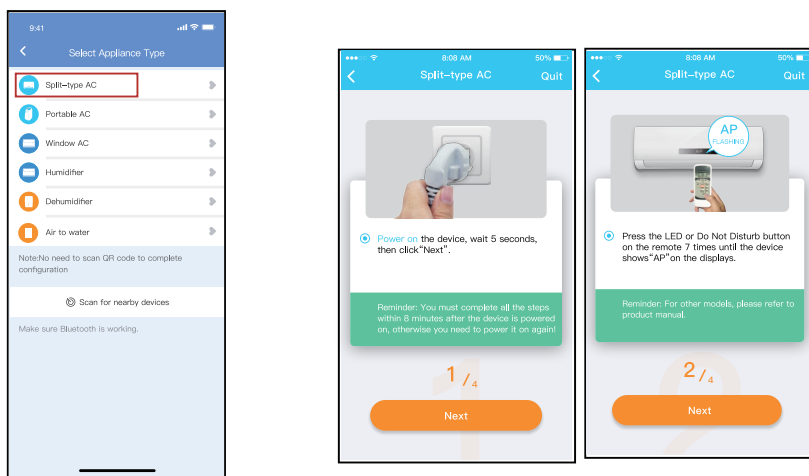 9:41
Select Appliance Type
Split-type AC
Portable AC
Window AC
Humidifier
Dehumidifier
Air to water
Note:No need to scan QR code to complete
configuration
Scan for nearby devices
Make sure Bluetooth is working.
8:08 AM 50%
Split-type AC Quit
Power on the device, wait 5 seconds,
then click“Next”.
Reminder: You must complete all the steps
within 8 minutes after the device is powered
on, otherwise you need to power it on again!
1
1 / 4
Next
8:08 AM 50%
Split-type AC Quit
AP
FLASHING
Press the LED or Do Not Disturb button
on the remote 7 times until the device
shows“AP”on the displays.
Reminder: For other models, please refer to
product manual.
2
2 / 4
Next